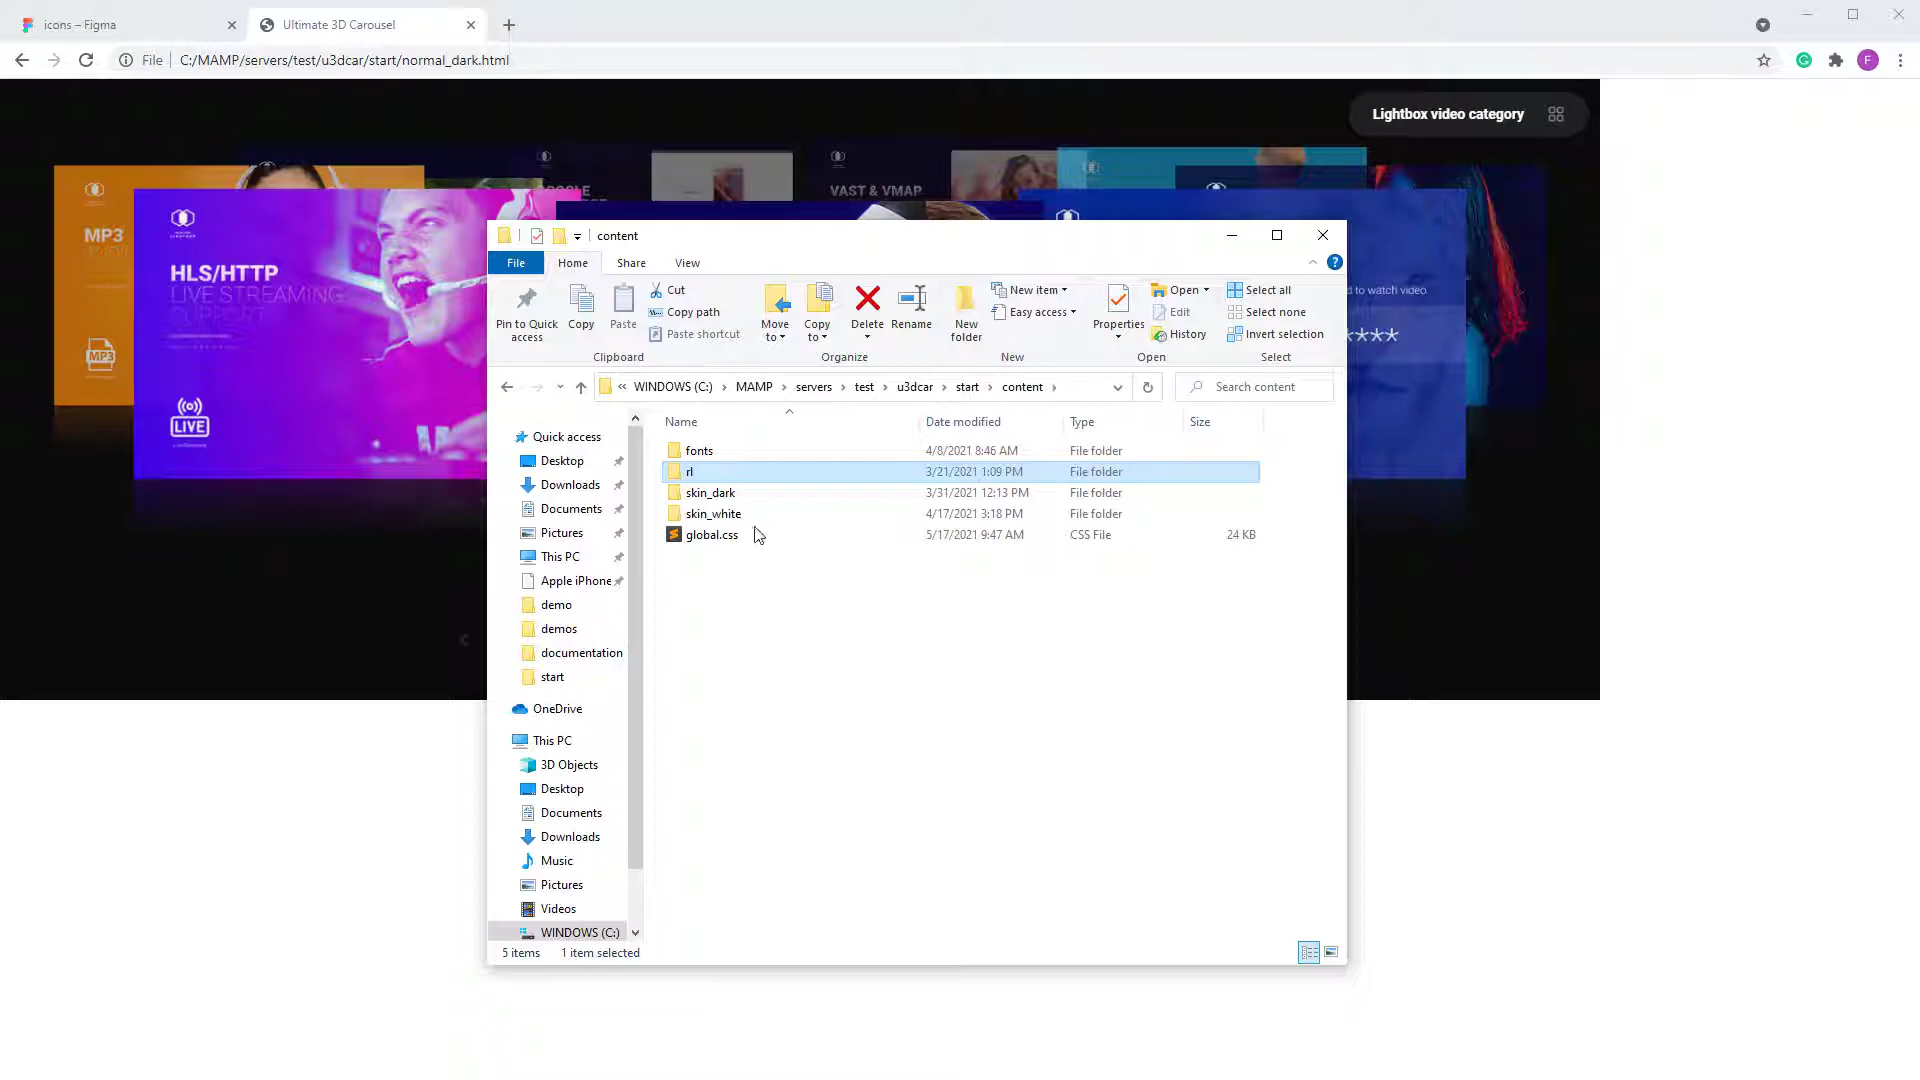 icons – Figma
Ultimate 3D Carousel
File
C:/MAMP/servers/test/u3dcar/start/normal_dark.html
F
Lightbox video category
VAST & VMAP
MP3
HLS/HTTP
LIVE STREAMING
SUPPORT
MP3
LIVE
d to watch video
****
content
File
Home
Share
View
Pin to Quick access
Copy
Paste
Cut
Copy path
Paste shortcut
Clipboard
Move to
Copy to
Delete
Rename
Organize
New folder
New item
Easy access
New
Properties
Open
Edit
History
Open
Select all
Select none
Invert selection
Select
« WINDOWS (C:) › MAMP › servers › test › u3dcar › start › content ›
Search content
Name
Date modified
Type
Size
fonts 4/8/2021 8:46 AM File folder
rl 3/21/2021 1:09 PM File folder
skin_dark 3/31/2021 12:13 PM File folder
skin_white 4/17/2021 3:18 PM File folder
global.css 5/17/2021 9:47 AM CSS File 24 KB
Quick access
Desktop
Downloads
Documents
Pictures
This PC
Apple iPhone
demo
demos
documentation
start
OneDrive
This PC
3D Objects
Desktop
Documents
Downloads
Music
Pictures
Videos
WINDOWS (C:)
5 items
1 item selected